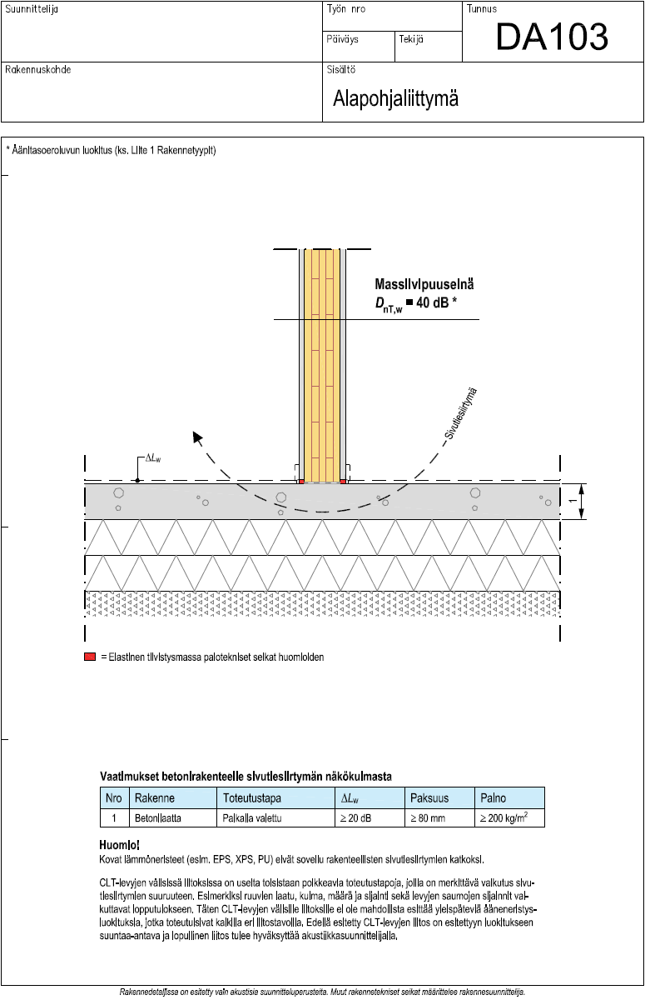 Suunnittelija
Työn nro
Tunnus
DA103
Päiväys
Tekijä
Rakennuskohde
Sisältö
Alapohjaliittymä
* Äänitasoeroluvun luokitus (ks. Liite 1 Rakennetyypit)
Massiivipuuseinä
DnT,w = 40 dB *
Sivutiesiirtymä
ΔLw
1
= Elastinen tiivistysmassa palotekniset seikat huomioiden
Vaatimukset betonirakenteelle sivutiesiirtymän näkökulmasta
Nro Rakenne Toteutustapa ΔLw Paksuus Paino
1 Betonilaatta Paikalla valettu ≥ 20 dB ≥ 80 mm ≥ 200 kg/m²
Huomio!
Kovat lämmöneristeet (esim. EPS, XPS, PU) eivät sovellu rakenteellisten sivutiesiirtymien katkoksi.
CLT-levyjen välisissä liitoksissa on useita toisistaan poikkeavia toteutustapoja, joilla on merkittävä vaikutus sivu-
tiesiirtymien suuruuteen. Esimerkiksi ruuvien laatu, kulma, määrä ja sijainti sekä levyjen saumojen sijainnit vai-
kuttavat lopputulokseen. Täten CLT-levyjen välisille liitoksille ei ole mahdollista esittää yleispäteviä ääneneristys-
luokituksia, jotka toteutuisivat kaikilla eri liitostavoilla. Edellä esitetty CLT-levyjen liitos on esitettyyn luokitukseen
suuntaa-antava ja lopullinen liitos tulee hyväksyttää akustiikkasuunnittelijalla.
Rakennedetaljissa on esitetty vain akustisia suunnitteluperusteita. Muut rakennetekniset seikat määrittelee rakennesuunnittelija.